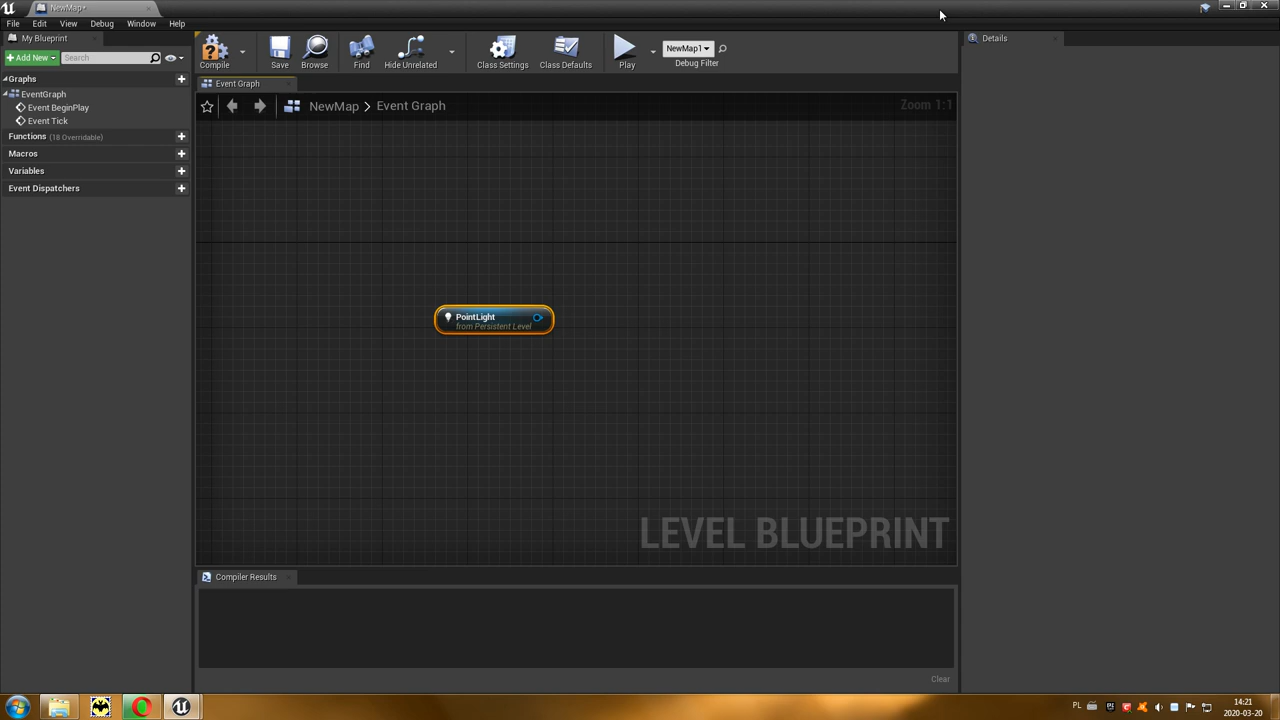 NewMap*
File Edit View Debug Window Help
My Blueprint
Add New Search
Compile Save Browse Find Hide Unrelated Class Settings Class Defaults Play
NewMap1
Debug Filter
Details
Graphs
EventGraph
Event BeginPlay
Event Tick
Functions (18 Overridable)
Macros
Variables
Event Dispatchers
Event Graph
NewMap > Event Graph
Zoom 1:1
PointLight
from Persistent Level
LEVEL BLUEPRINT
Compiler Results
Clear
PL
14:21
2020-03-20